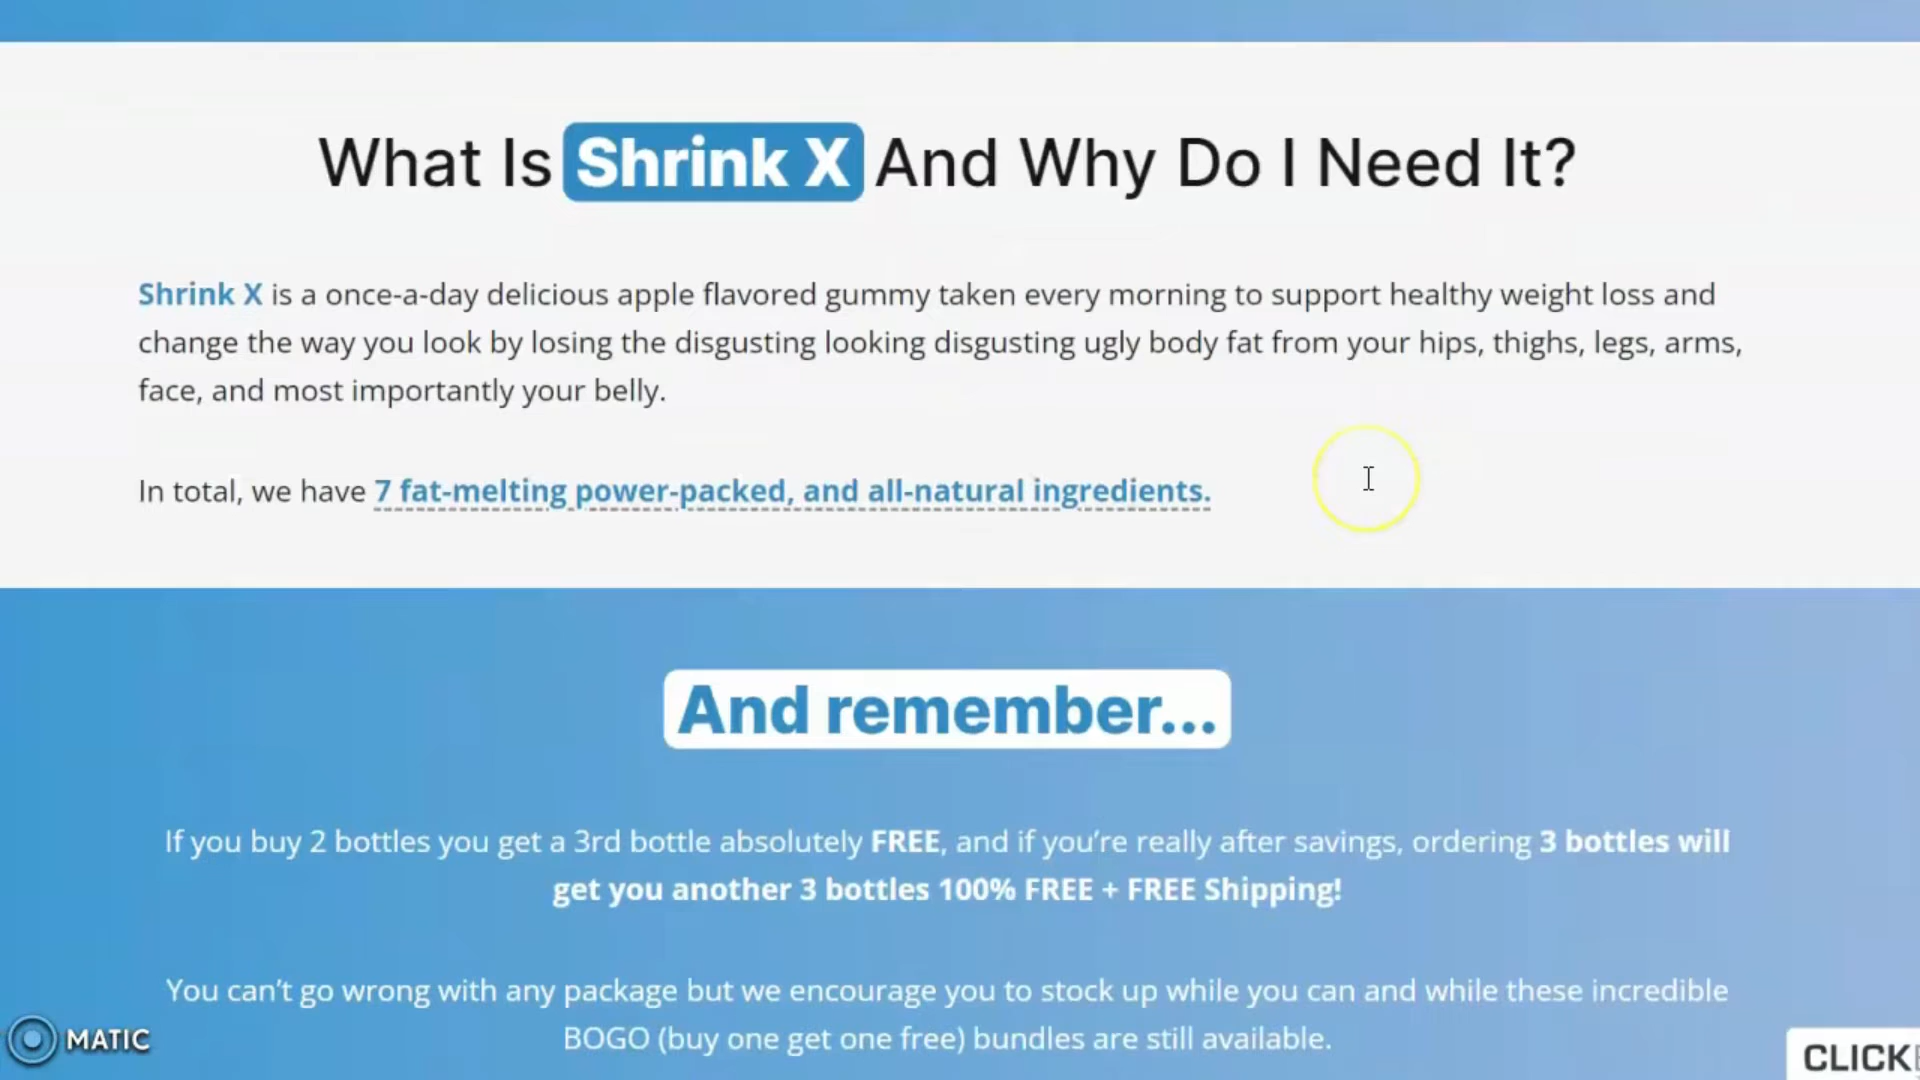 What Is Shrink X And Why Do I Need It?
Shrink X is a once-a-day delicious apple flavored gummy taken every morning to support healthy weight loss and
change the way you look by losing the disgusting looking disgusting ugly body fat from your hips, thighs, legs, arms,
face, and most importantly your belly.
In total, we have 7 fat-melting power-packed, and all-natural ingredients.
And remember...
If you buy 2 bottles you get a 3rd bottle absolutely FREE, and if you’re really after savings, ordering 3 bottles will
get you another 3 bottles 100% FREE + FREE Shipping!
You can’t go wrong with any package but we encourage you to stock up while you can and while these incredible
BOGO (buy one get one free) bundles are still available.
MATIC
CLICK